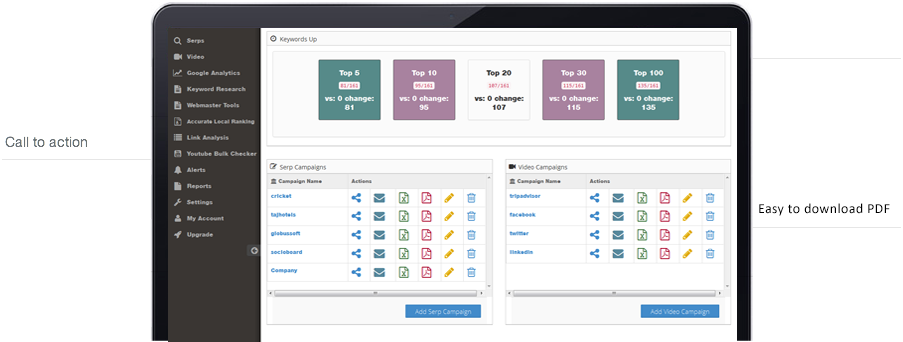 Keywords Up
Serps
Video
Google Analytics
Keyword Research
Webmaster Tools
Accurate Local Ranking
Link Analysis
Youtube Bulk Checker
Alerts
Reports
Settings
My Account
Upgrade
Top 5
81/161
vs: 0 change:
81
Top 10
95/161
vs: 0 change:
95
Top 20
107/161
vs: 0 change:
107
Top 30
115/161
vs: 0 change:
115
Top 100
135/161
vs: 0 change:
135
Call to action
Serp Campaigns
Campaign Name Actions
cricket
tajhotels
globussoft
socioboard
Company
Add Serp Campaign
Video Campaigns
Campaign Name Actions
tripadvisor
facebook
twitter
linkedin
Add Video Campaign
Easy to download PDF